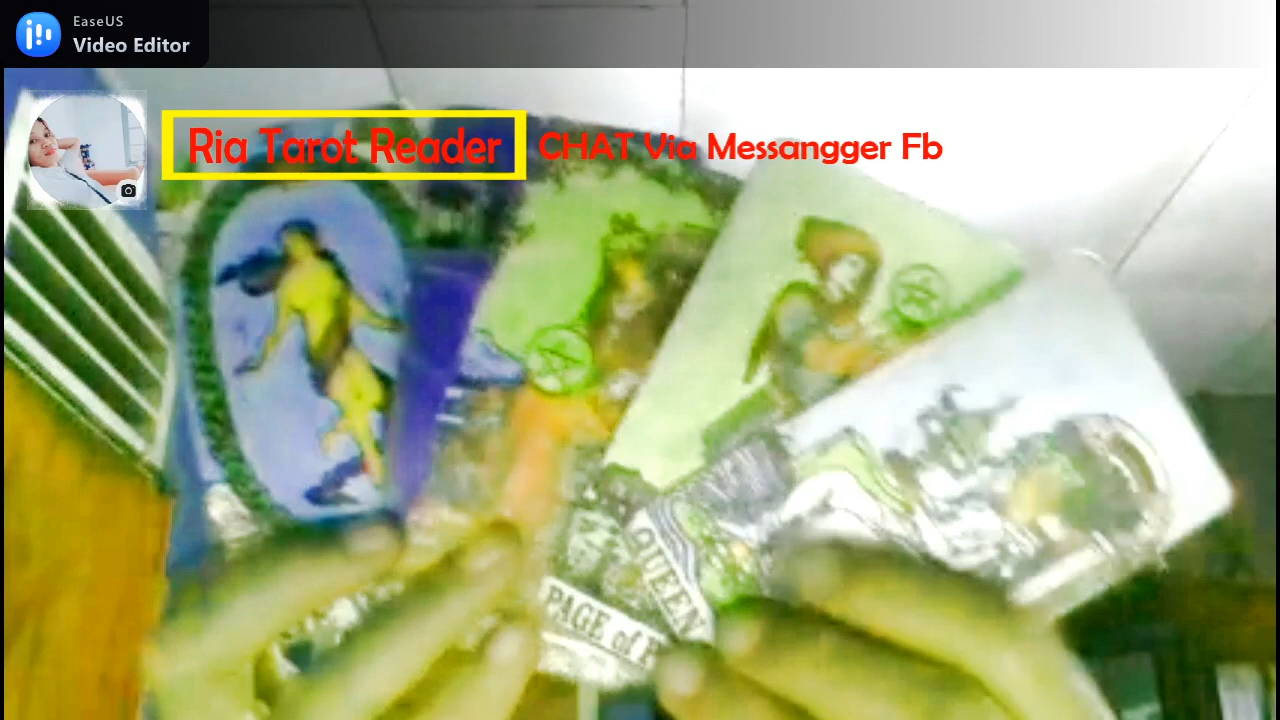 EaseUS
Video Editor
Ria Tarot Reader
CHAT Via Messangger Fb
QUEEN
PAGE of